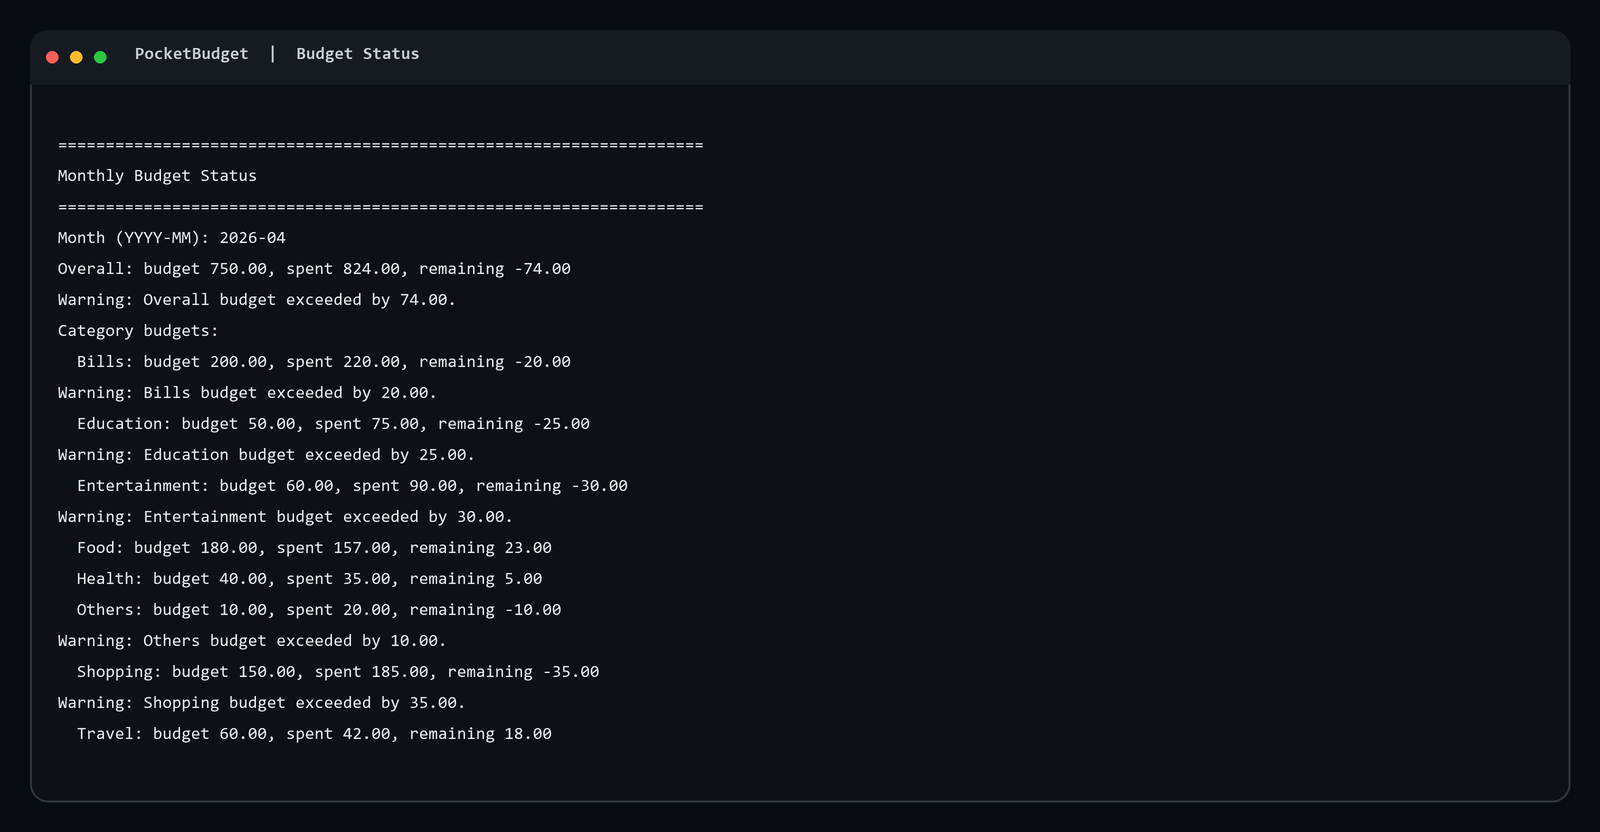 PocketBudget | Budget Status
====================================================================
Monthly Budget Status
====================================================================
Month (YYYY-MM): 2026-04
Overall: budget 750.00, spent 824.00, remaining -74.00
Warning: Overall budget exceeded by 74.00.
Category budgets:
  Bills: budget 200.00, spent 220.00, remaining -20.00
Warning: Bills budget exceeded by 20.00.
  Education: budget 50.00, spent 75.00, remaining -25.00
Warning: Education budget exceeded by 25.00.
  Entertainment: budget 60.00, spent 90.00, remaining -30.00
Warning: Entertainment budget exceeded by 30.00.
  Food: budget 180.00, spent 157.00, remaining 23.00
  Health: budget 40.00, spent 35.00, remaining 5.00
  Others: budget 10.00, spent 20.00, remaining -10.00
Warning: Others budget exceeded by 10.00.
  Shopping: budget 150.00, spent 185.00, remaining -35.00
Warning: Shopping budget exceeded by 35.00.
  Travel: budget 60.00, spent 42.00, remaining 18.00